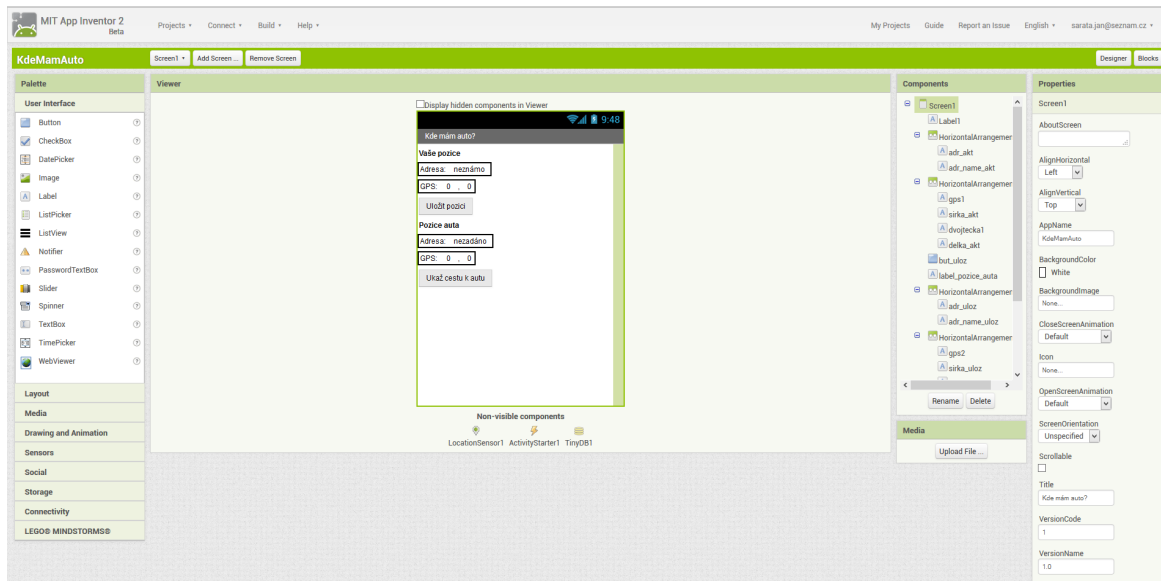 MIT App Inventor 2
Beta
Projects Connect Build Help
My Projects Guide Report an Issue English sarata.jan@seznam.cz
KdeMamAuto
Screen1 Add Screen ... Remove Screen
Designer Blocks
Palette
User Interface
Button
CheckBox
DatePicker
Image
Label
ListPicker
ListView
Notifier
PasswordTextBox
Slider
Spinner
TextBox
TimePicker
WebViewer
Layout
Media
Drawing and Animation
Sensors
Social
Storage
Connectivity
LEGO® MINDSTORMS®
Viewer
Display hidden components in Viewer
9:48
Kde mám auto?
Vaše pozice
Adresa: neznámo
GPS: 0 , 0
Uložit pozici
Pozice auta
Adresa: nezadáno
GPS: 0 , 0
Ukaž cestu k autu
Non-visible components
LocationSensor1 ActivityStarter1 TinyDB1
Components
Screen1
Label1
HorizontalArrangemer
adr_akt
adr_name_akt
HorizontalArrangemer
gps1
sirka_akt
dvojtecka1
delka_akt
but_uloz
label_pozice_auta
HorizontalArrangemer
adr_uloz
adr_name_uloz
HorizontalArrangemer
gps2
sirka_uloz
Rename Delete
Media
Upload File ...
Properties
Screen1
AboutScreen
AlignHorizontal
Left
AlignVertical
Top
AppName
KdeMamAuto
BackgroundColor
White
BackgroundImage
None...
CloseScreenAnimation
Default
Icon
None...
OpenScreenAnimation
Default
ScreenOrientation
Unspecified
Scrollable
Title
Kde mám auto?
VersionCode
1
VersionName
1.0